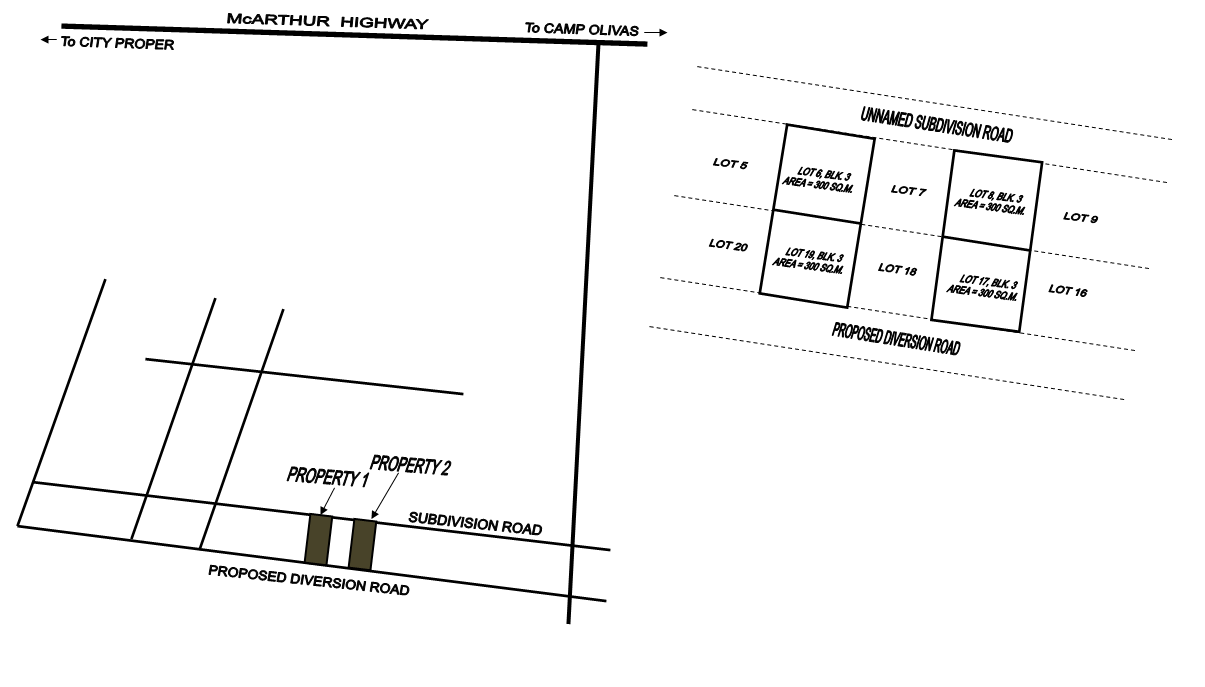 McARTHUR HIGHWAY
To CAMP OLIVAS
To CITY PROPER
UNNAMED SUBDIVISION ROAD
LOT 5
LOT 6, BLK. 3
AREA = 300 SQ.M.
LOT 7
LOT 8, BLK. 3
AREA = 300 SQ.M.
LOT 9
LOT 20
LOT 19, BLK. 3
AREA = 300 SQ.M.
LOT 18
LOT 17, BLK. 3
AREA = 300 SQ.M.
LOT 16
PROPOSED DIVERSION ROAD
PROPERTY 1
PROPERTY 2
SUBDIVISION ROAD
PROPOSED DIVERSION ROAD